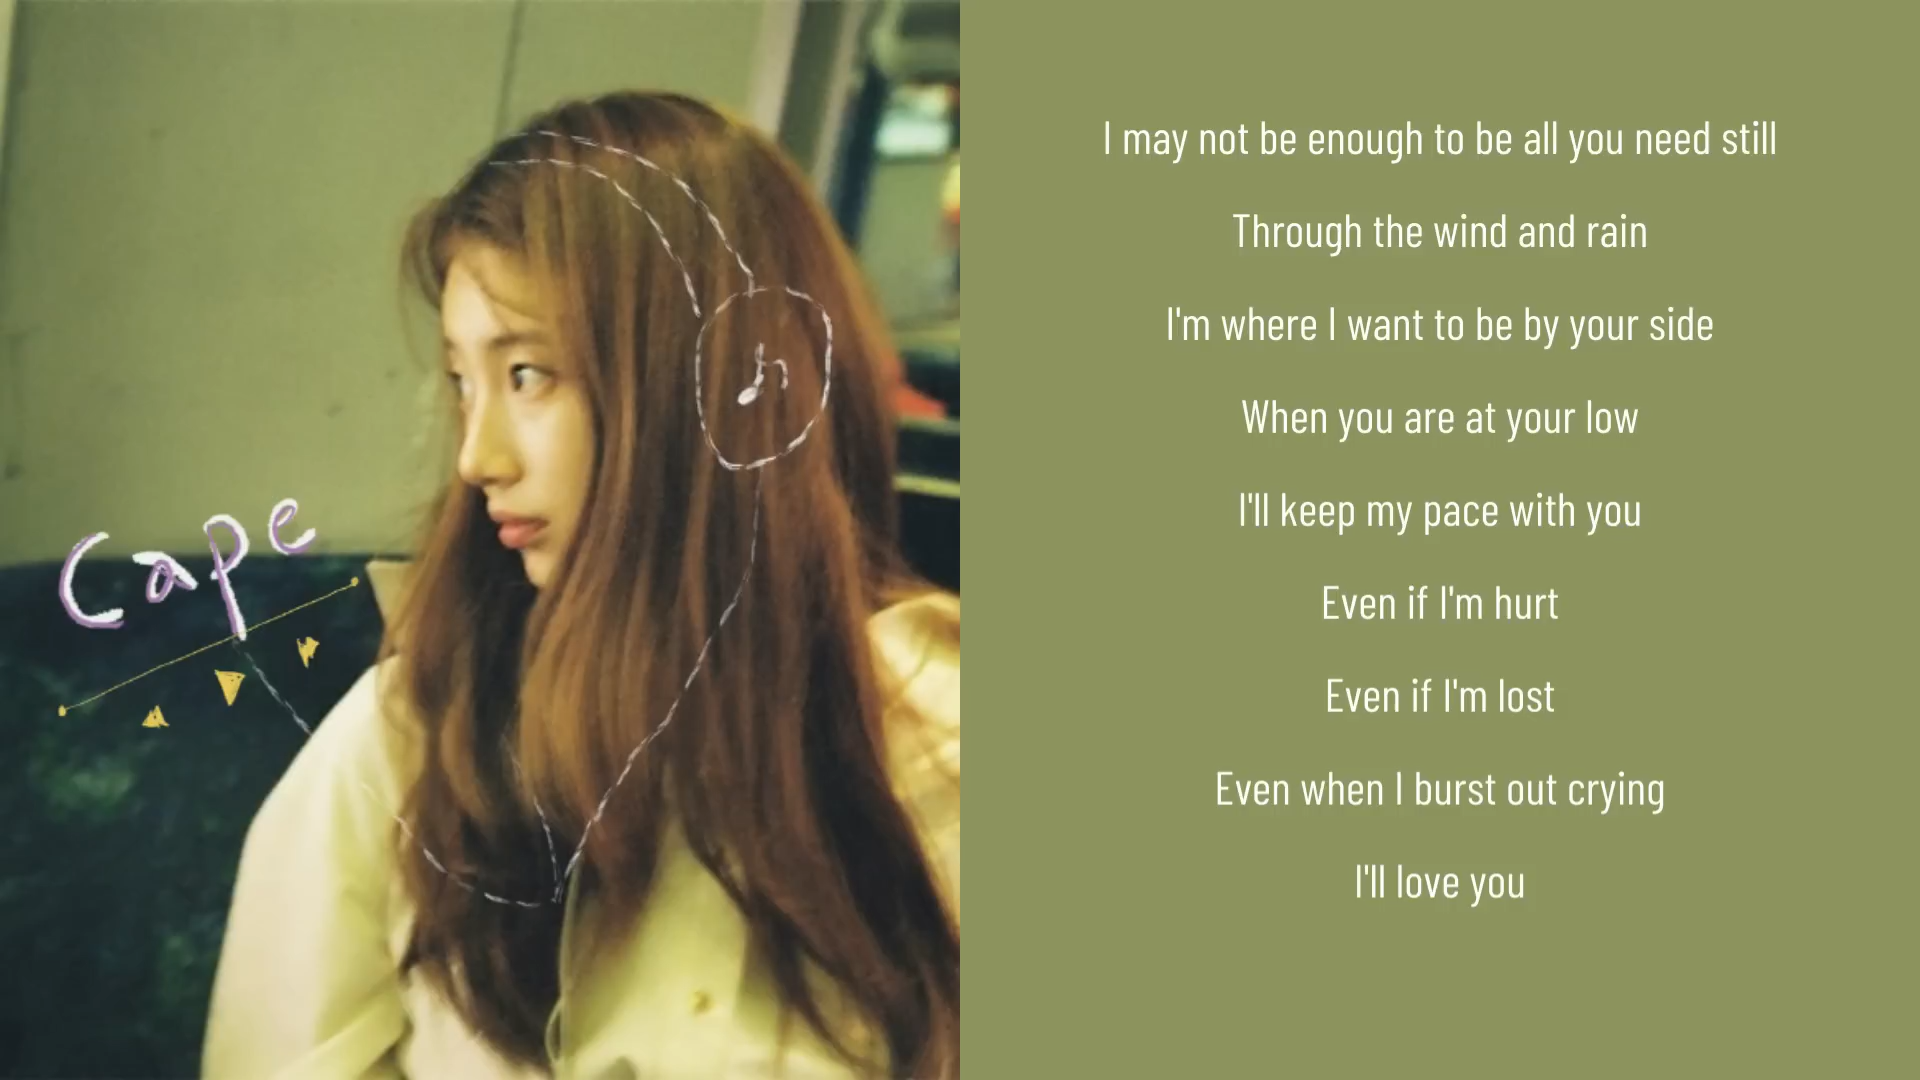 Cape
I may not be enough to be all you need still
Through the wind and rain
I'm where I want to be by your side
When you are at your low
I'll keep my pace with you
Even if I'm hurt
Even if I'm lost
Even when I burst out crying
I'll love you